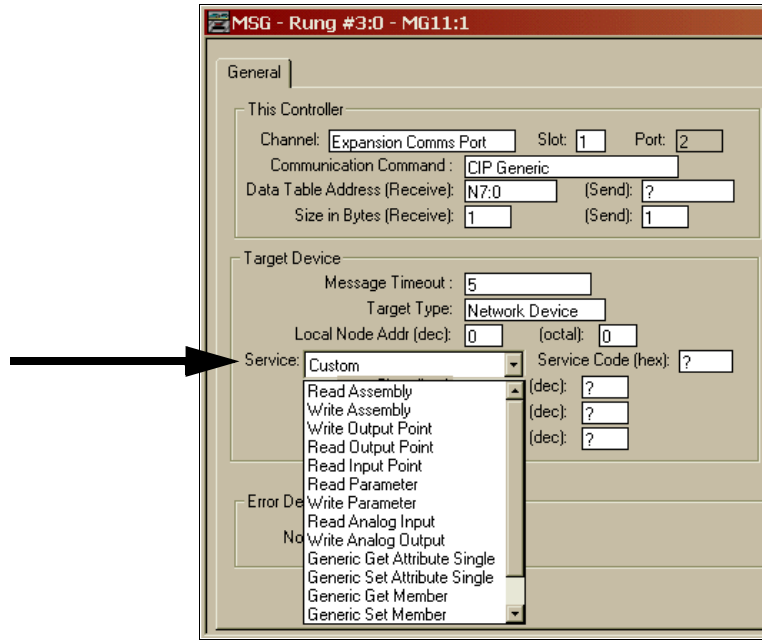 MSG - Rung #3:0 - MG11:1
General
This Controller
Channel: Expansion Comms Port Slot: 1 Port: 2
Communication Command : CIP Generic
Data Table Address (Receive): N7:0 (Send): ?
Size in Bytes (Receive): 1 (Send): 1
Target Device
Message Timeout : 5
Target Type: Network Device
Local Node Addr (dec): 0 (octal): 0
Service: Custom Service Code (hex): ?
(dec): ?
(dec): ?
(dec): ?
Read Assembly
Write Assembly
Write Output Point
Read Output Point
Read Input Point
Read Parameter
Write Parameter
Read Analog Input
Write Analog Output
Generic Get Attribute Single
Generic Set Attribute Single
Generic Get Member
Generic Set Member
Error De
No